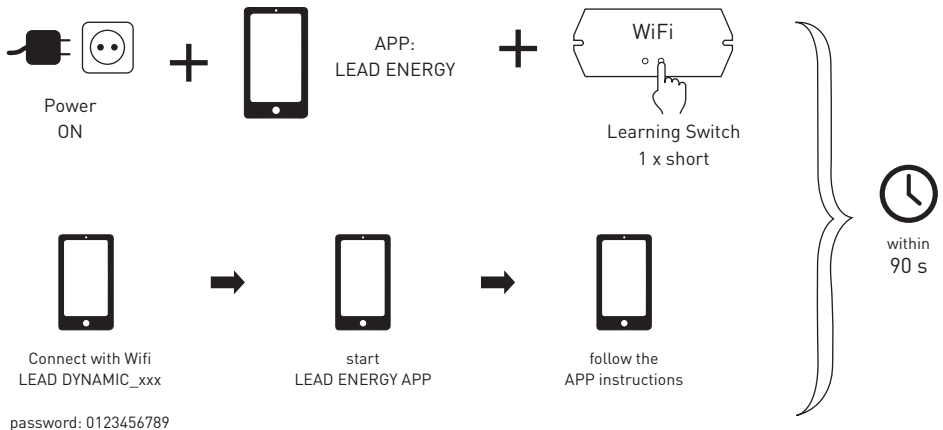 Power
ON
APP:
LEAD ENERGY
WiFi
Learning Switch
1 x short
within
90 s
Connect with Wifi
LEAD DYNAMIC_xxx
start
LEAD ENERGY APP
follow the
APP instructions
password: 0123456789